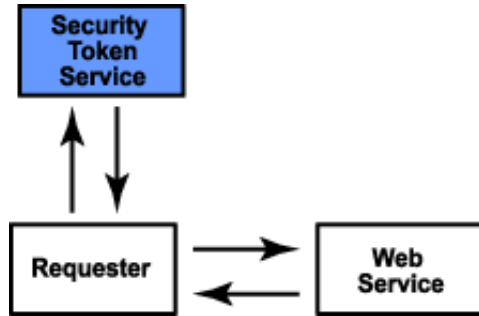 Security
Token
Service
Requester
Web
Service